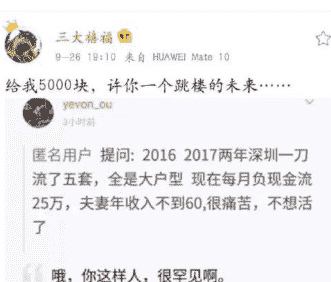 三大禧福
9-26 19:10 来自 HUAWEI Mate 10
给我5000块，许你一个跳楼的未来……
yevon_ou
3小时前
匿名用户 提问: 2016 2017两年深圳一刀
流了五套，全是大户型 现在每月负现金流
25万，夫妻年收入不到60,很痛苦，不想活
了
哦，你这样人，很罕见啊。